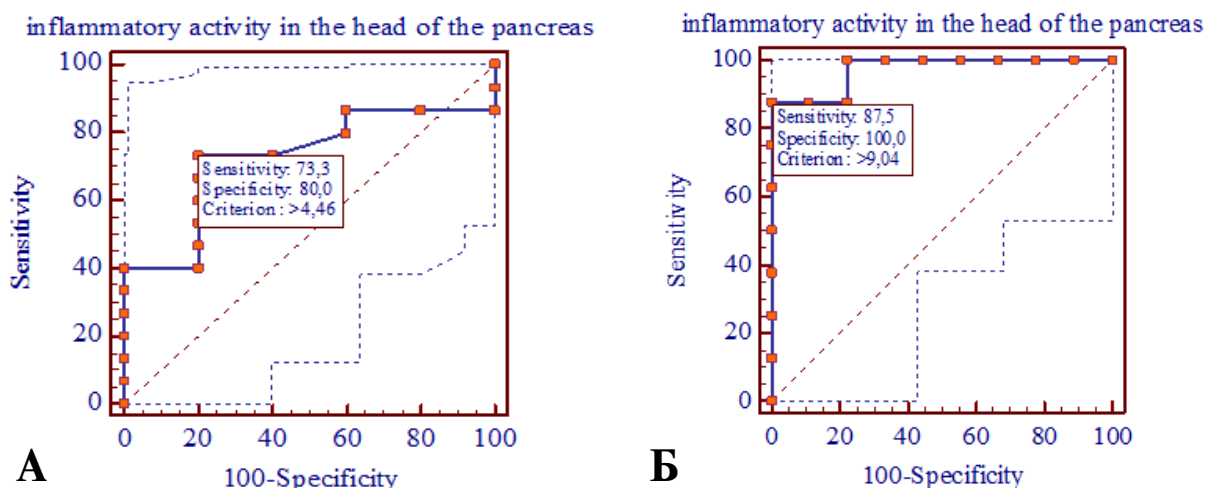 inflammatory activity in the head of the pancreas
100
80
60
40
20
0
Sensitivity
Sensitivity: 73,3
Specificity: 80,0
Criterion : >4,46
0 20 40 60 80 100
100-Specificity
А
inflammatory activity in the head of the pancreas
100
80
60
40
20
0
Sensitivity
Sensitivity: 87,5
Specificity: 100,0
Criterion : >9,04
0 20 40 60 80 100
100-Specificity
Б